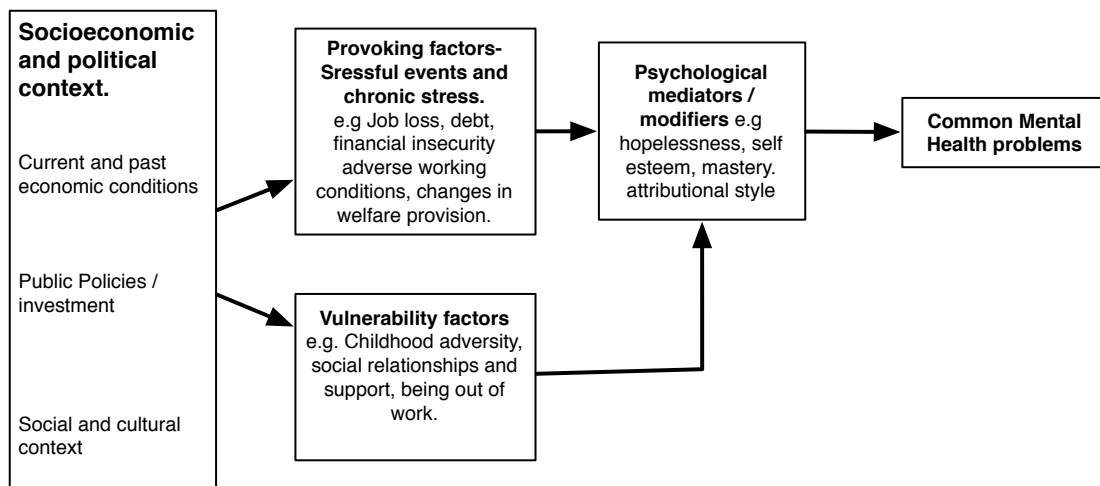 Socioeconomic
and political
context.
Current and past
economic conditions
Public Policies /
investment
Social and cultural
context
Provoking factors-
Sressful events and
chronic stress.
e.g Job loss, debt,
financial insecurity
adverse working
conditions, changes in
welfare provision.
Vulnerability factors
e.g. Childhood adversity,
social relationships and
support, being out of
work.
Psychological
mediators /
modifiers e.g
hopelessness, self
esteem, mastery.
attributional style
Common Mental
Health problems